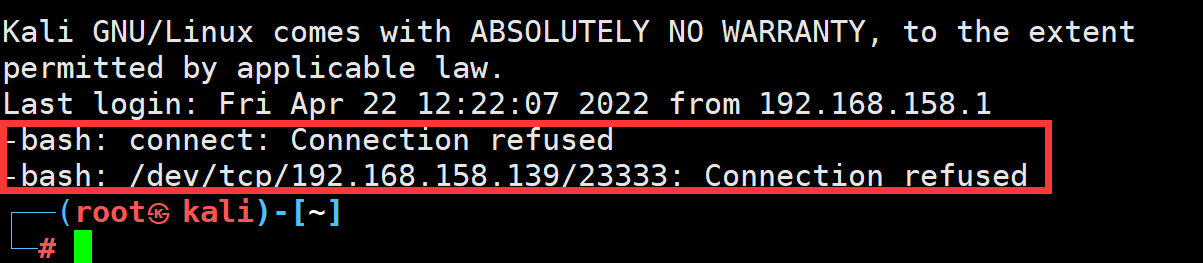 Kali GNU/Linux comes with ABSOLUTELY NO WARRANTY, to the extent
permitted by applicable law.
Last login: Fri Apr 22 12:22:07 2022 from 192.168.158.1
-bash: connect: Connection refused
-bash: /dev/tcp/192.168.158.139/23333: Connection refused
┌──(root㉿ kali)-[~]
└─#